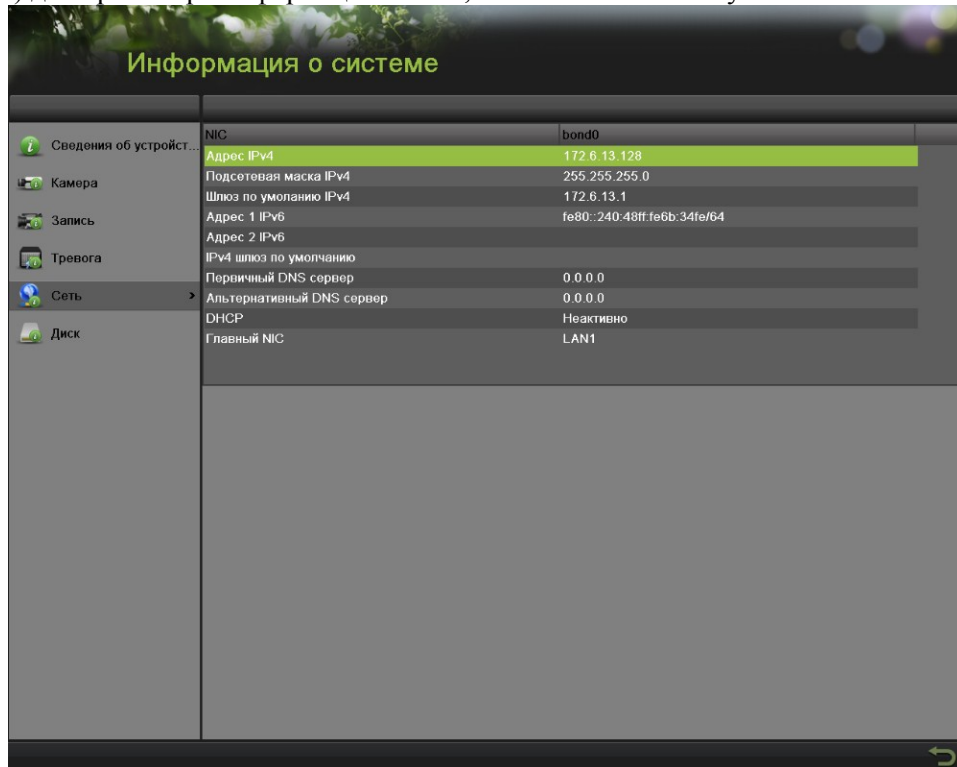 Информация о системе
Сведения об устройст...
Камера
Запись
Тревога
Сеть >
Диск
NIC bond0
Адрес IPv4 172.6.13.128
Подсетевая маска IPv4 255.255.255.0
Шлюз по умоланию IPv4 172.6.13.1
Адрес 1 IPv6 fe80::240:48ff:fe6b:34fe/64
Адрес 2 IPv6
IPv4 шлюз по умолчанию
Первичный DNS сервер 0.0.0.0
Альтернативный DNS сервер 0.0.0.0
DHCP Неактивно
Главный NIC LAN1